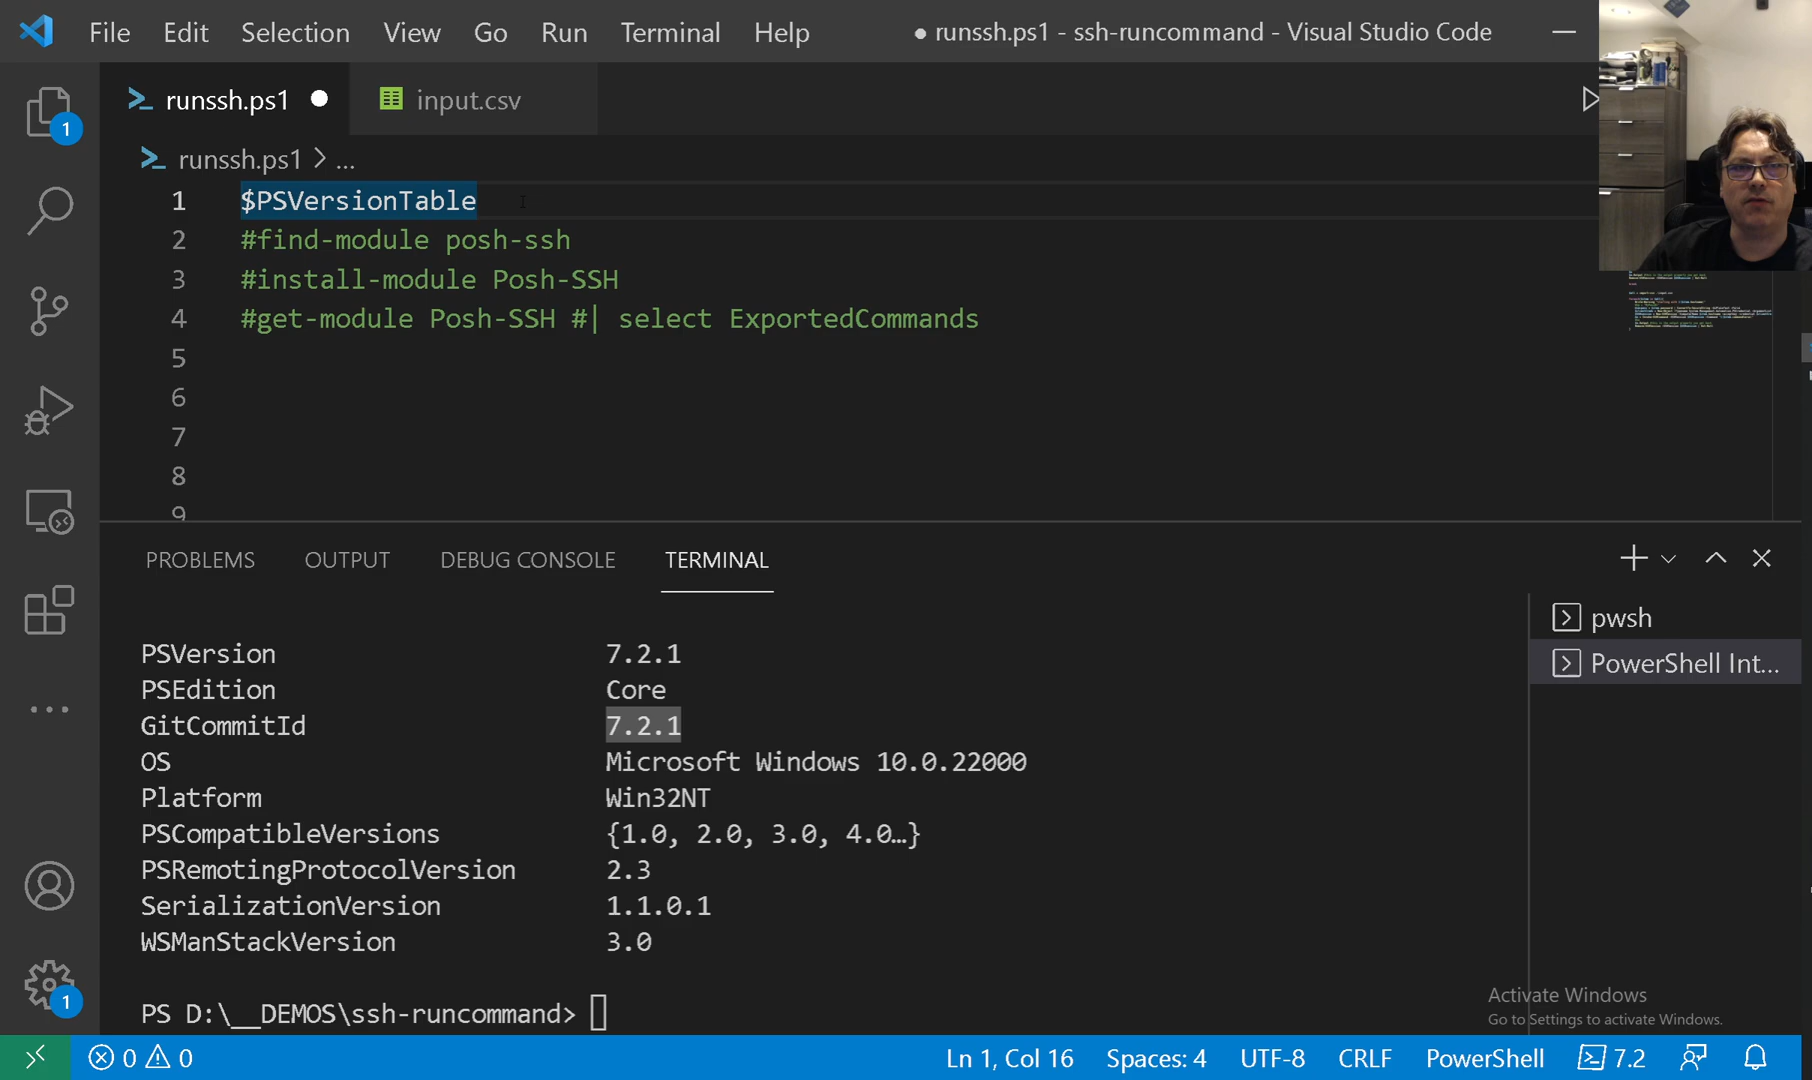 File Edit Selection View Go Run Terminal Help ● runssh.ps1 - ssh-runcommand - Visual Studio Code
runssh.ps1 input.csv
runssh.ps1 > ...
1 $PSVersionTable
2 #find-module posh-ssh
3 #install-module Posh-SSH
4 #get-module Posh-SSH #| select ExportedCommands
5
6
7
8
9
1
PROBLEMS OUTPUT DEBUG CONSOLE TERMINAL
pwsh
PowerShell Int...
PSVersion 7.2.1
PSEdition Core
GitCommitId 7.2.1
OS Microsoft Windows 10.0.22000
Platform Win32NT
PSCompatibleVersions {1.0, 2.0, 3.0, 4.0…}
PSRemotingProtocolVersion 2.3
SerializationVersion 1.1.0.1
WSManStackVersion 3.0
PS D:\__DEMOS\ssh-runcommand>
Activate Windows
Go to Settings to activate Windows.
1
0 0 Ln 1, Col 16 Spaces: 4 UTF-8 CRLF PowerShell 7.2